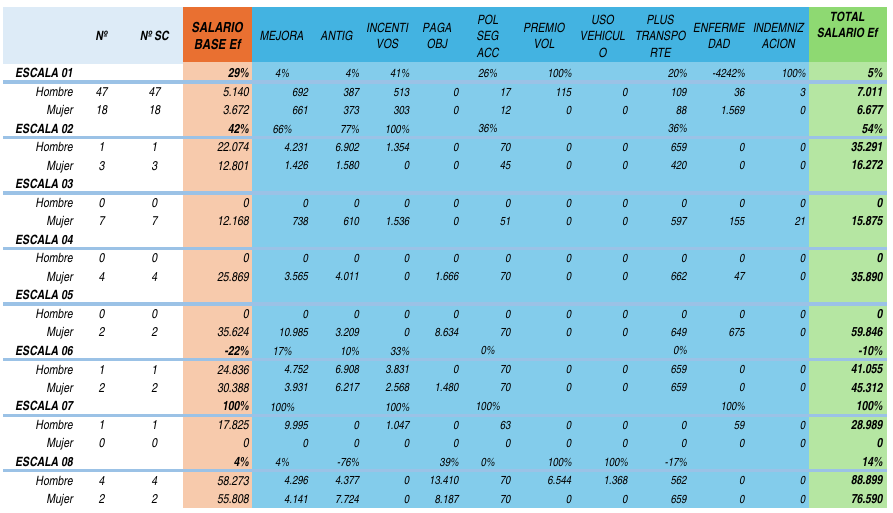 Nº Nº SC SALARIO BASE Ef MEJORA ANTIG INCENTI VOS PAGA OBJ POL SEG ACC PREMIO VOL USO VEHICUL O PLUS TRANSPO RTE ENFERME DAD INDEMNIZ ACION TOTAL SALARIO Ef
ESCALA 01 29% 4% 4% 41% 26% 100% 20% -4242% 100% 5%
Hombre 47 47 5.140 692 387 513 0 17 115 0 109 36 3 7.011
Mujer 18 18 3.672 661 373 303 0 12 0 0 88 1.569 0 6.677
ESCALA 02 42% 66% 77% 100% 36% 36% 54%
Hombre 1 1 22.074 4.231 6.902 1.354 0 70 0 0 659 0 0 35.291
Mujer 3 3 12.801 1.426 1.580 0 0 45 0 0 420 0 0 16.272
ESCALA 03
Hombre 0 0 0 0 0 0 0 0 0 0 0 0 0 0
Mujer 7 7 12.168 738 610 1.536 0 51 0 0 597 155 21 15.875
ESCALA 04
Hombre 0 0 0 0 0 0 0 0 0 0 0 0 0 0
Mujer 4 4 25.869 3.565 4.011 0 1.666 70 0 0 662 47 0 35.890
ESCALA 05
Hombre 0 0 0 0 0 0 0 0 0 0 0 0 0 0
Mujer 2 2 35.624 10.985 3.209 0 8.634 70 0 0 649 675 0 59.846
ESCALA 06 -22% 17% 10% 33% 0% 0% -10%
Hombre 1 1 24.836 4.752 6.908 3.831 0 70 0 0 659 0 0 41.055
Mujer 2 2 30.388 3.931 6.217 2.568 1.480 70 0 0 659 0 0 45.312
ESCALA 07 100% 100% 100% 100% 100% 100%
Hombre 1 1 17.825 9.995 0 1.047 0 63 0 0 0 59 0 28.989
Mujer 0 0 0 0 0 0 0 0 0 0 0 0 0 0
ESCALA 08 4% 4% -76% 39% 0% 100% 100% -17% 14%
Hombre 4 4 58.273 4.296 4.377 0 13.410 70 6.544 1.368 562 0 0 88.899
Mujer 2 2 55.808 4.141 7.724 0 8.187 70 0 0 659 0 0 76.590